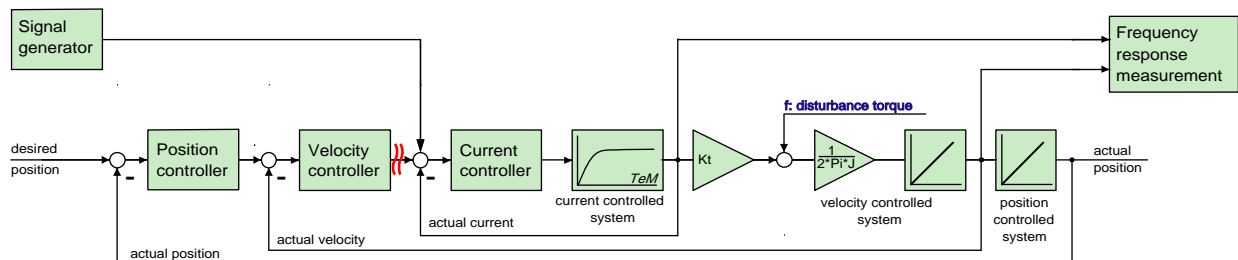 Signal
generator
Frequency
response
measurement
f: disturbance torque
desired
position
Position
controller
Velocity
controller
Current
controller
TeM
current controlled
system
Kt
1
2*Pi*J
velocity controlled
system
position
controlled
system
actual
position
-
-
-
actual current
actual velocity
actual position